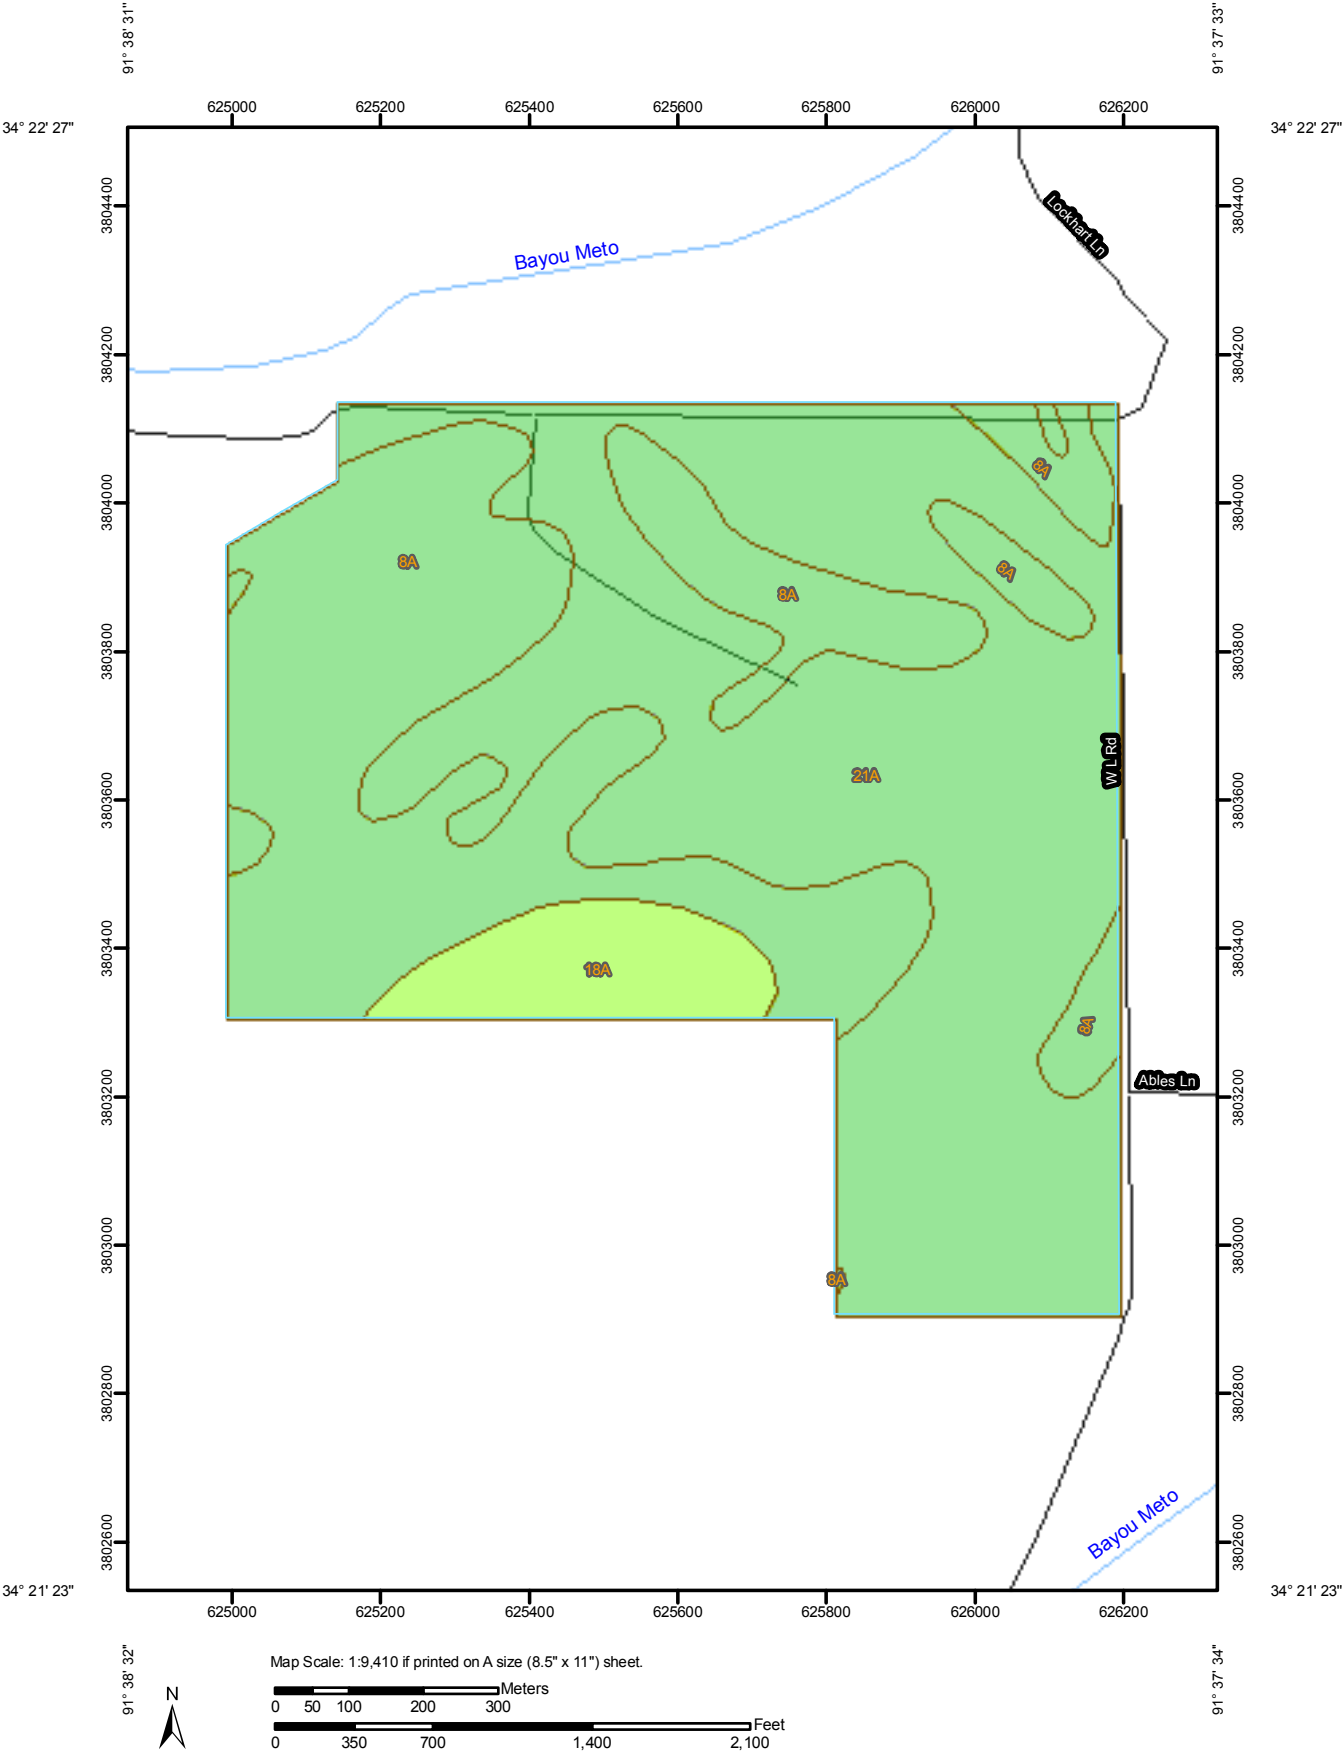 91° 38' 31"
91° 37' 33"
625000 625200 625400 625600 625800 626000 626200
34° 22' 27"
34° 22' 27"
3804400
3804400
Lockhart Ln
Bayou Meto
3804200
3804200
8A
3804000
3804000
8A
8A
8A
3803800
3803800
21A
W L Rd
3803600
3803600
3803400
3803400
18A
8A
Ables Ln
3803200
3803200
3803000
3803000
8A
3802800
3802800
Bayou Meto
3802600
3802600
34° 21' 23"
34° 21' 23"
625000 625200 625400 625600 625800 626000 626200
91° 38' 32"
91° 37' 34"
Map Scale: 1:9,410 if printed on A size (8.5" x 11") sheet.
N
Meters
0 50 100 200 300
Feet
0 350 700 1,400 2,100